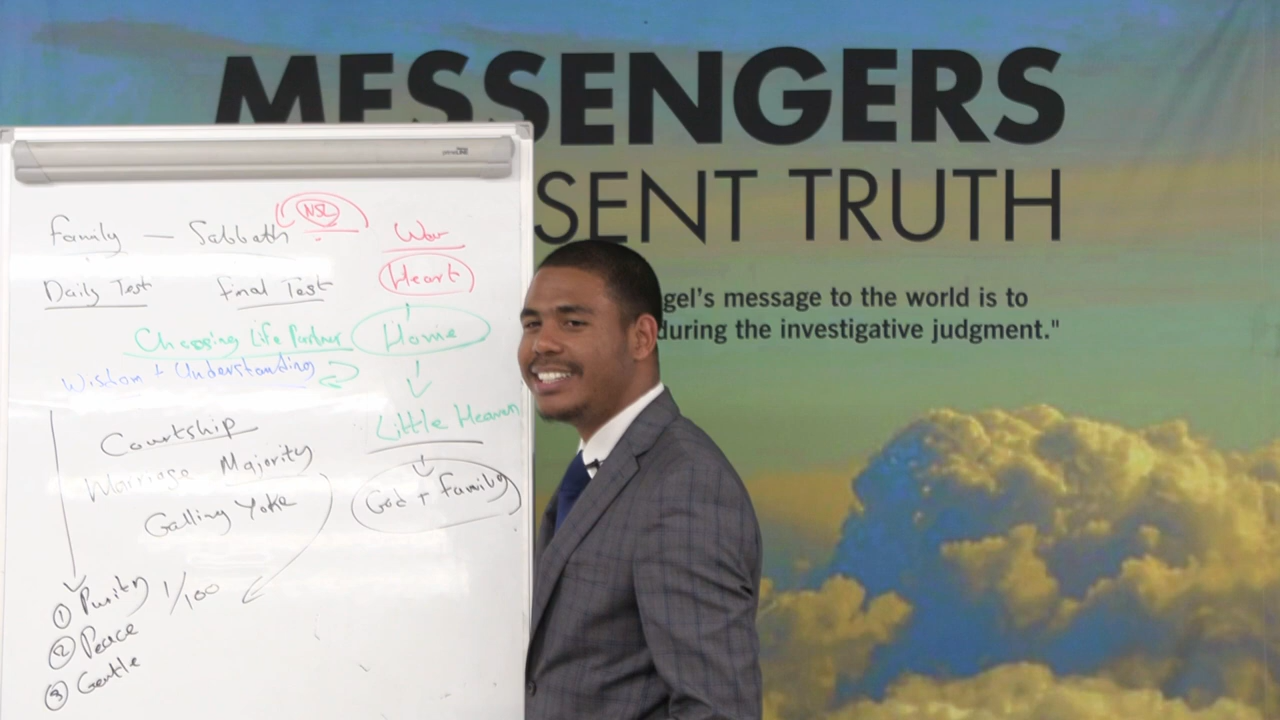 MESSENGERS
SENT TRUTH
gel's message to the world is to
during the investigative judgment."
Family — Sabbath
NSL
War
Daily Test
Final Test
Heart
Choosing Life Partner
Home
Wisdom + Understanding
Little Heaven
Courtship
Marriage Majority
Galling Yoke
God + Family
① Purity 1/100
② Peace
③ Gentle